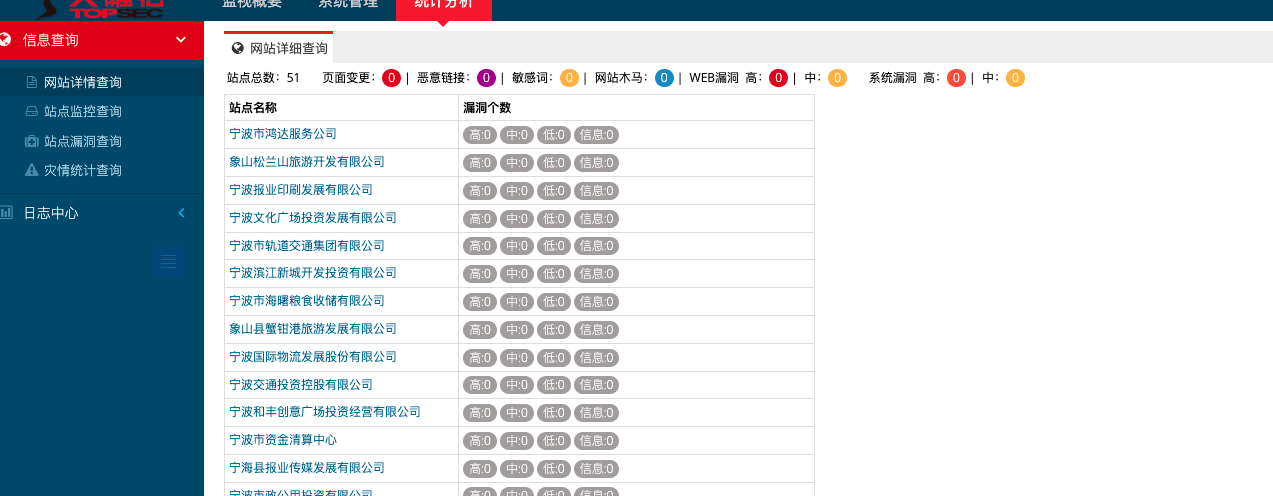 TOPSEC
监视概要 系统管理 统计分析
信息查询
网站详情查询
站点监控查询
站点漏洞查询
灾情统计查询
日志中心
网站详细查询
站点总数：51 页面变更：0 | 恶意链接：0 | 敏感词：0 | 网站木马：0 | WEB漏洞 高：0 | 中：0 系统漏洞 高：0 | 中：0
站点名称 漏洞个数
宁波市鸿达服务公司 高:0 中:0 低:0 信息:0
象山松兰山旅游开发有限公司 高:0 中:0 低:0 信息:0
宁波报业印刷发展有限公司 高:0 中:0 低:0 信息:0
宁波文化广场投资发展有限公司 高:0 中:0 低:0 信息:0
宁波市轨道交通集团有限公司 高:0 中:0 低:0 信息:0
宁波滨江新城开发投资有限公司 高:0 中:0 低:0 信息:0
宁波市海曙粮食收储有限公司 高:0 中:0 低:0 信息:0
象山县蟹钳港旅游发展有限公司 高:0 中:0 低:0 信息:0
宁波国际物流发展股份有限公司 高:0 中:0 低:0 信息:0
宁波交通投资控股有限公司 高:0 中:0 低:0 信息:0
宁波和丰创意广场投资经营有限公司 高:0 中:0 低:0 信息:0
宁波市资金清算中心 高:0 中:0 低:0 信息:0
宁海县报业传媒发展有限公司 高:0 中:0 低:0 信息:0
宁波市政公用投资有限公司 高:0 中:0 低:0 信息:0